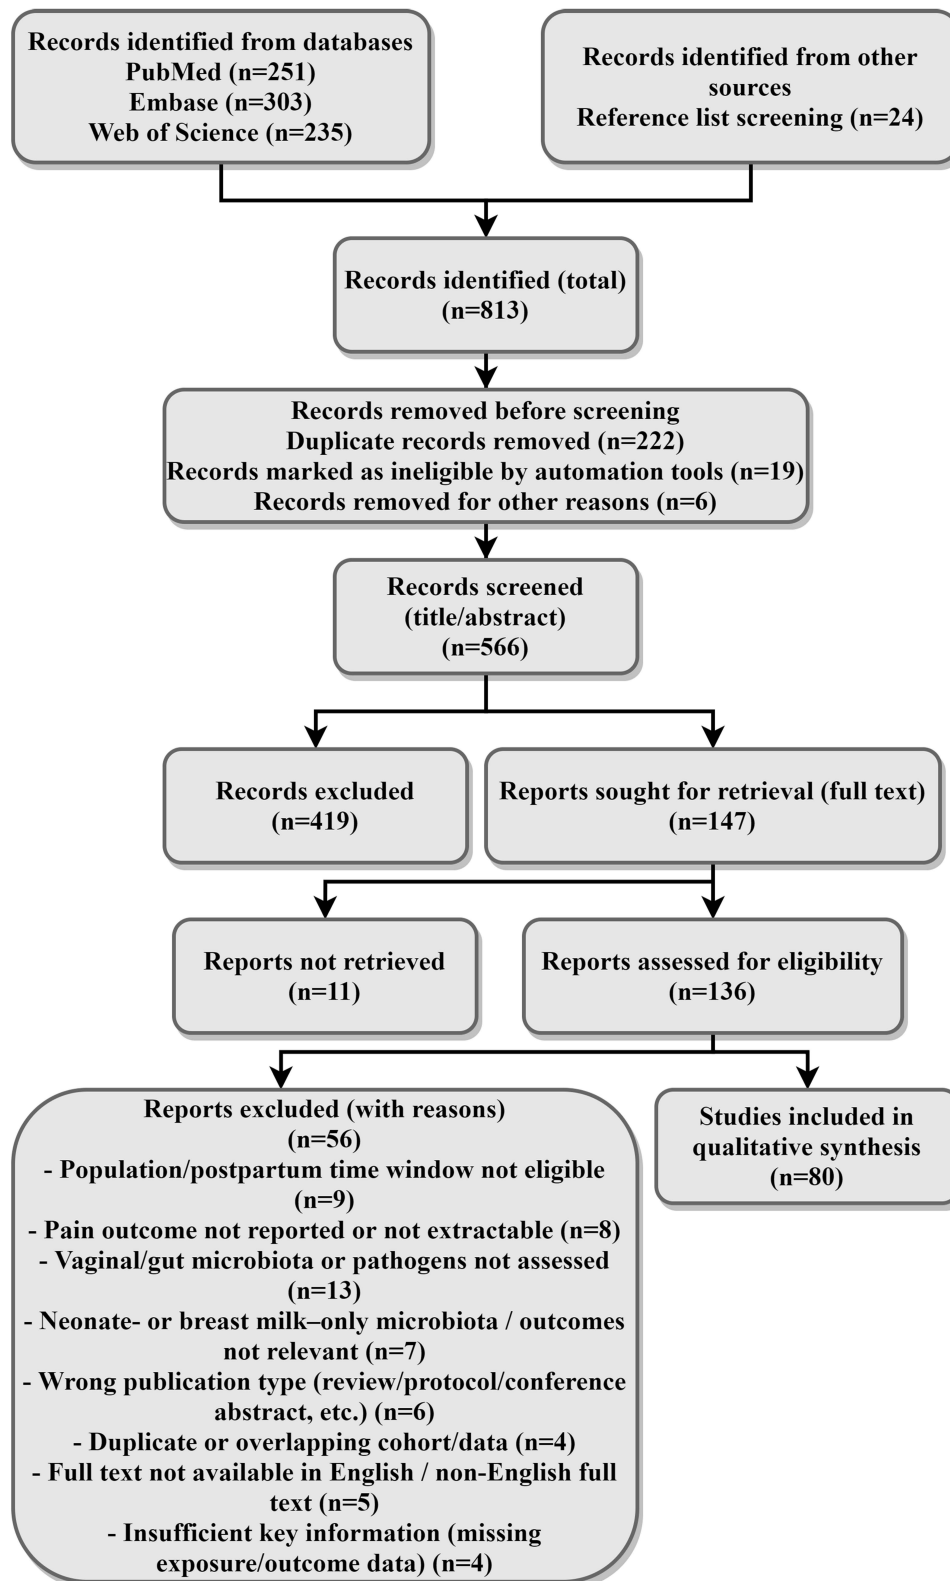 Records identified from databases
PubMed (n=251)
Embase (n=303)
Web of Science (n=235)
Records identified from other
sources
Reference list screening (n=24)
Records identified (total)
(n=813)
Records removed before screening
Duplicate records removed (n=222)
Records marked as ineligible by automation tools (n=19)
Records removed for other reasons (n=6)
Records screened
(title/abstract)
(n=566)
Records excluded
(n=419)
Reports sought for retrieval (full text)
(n=147)
Reports not retrieved
(n=11)
Reports assessed for eligibility
(n=136)
Reports excluded (with reasons)
(n=56)
- Population/postpartum time window not eligible
(n=9)
- Pain outcome not reported or not extractable (n=8)
- Vaginal/gut microbiota or pathogens not assessed
(n=13)
- Neonate- or breast milk–only microbiota / outcomes
not relevant (n=7)
- Wrong publication type (review/protocol/conference
abstract, etc.) (n=6)
- Duplicate or overlapping cohort/data (n=4)
- Full text not available in English / non-English full
text (n=5)
- Insufficient key information (missing
exposure/outcome data) (n=4)
Studies included in
qualitative synthesis
(n=80)